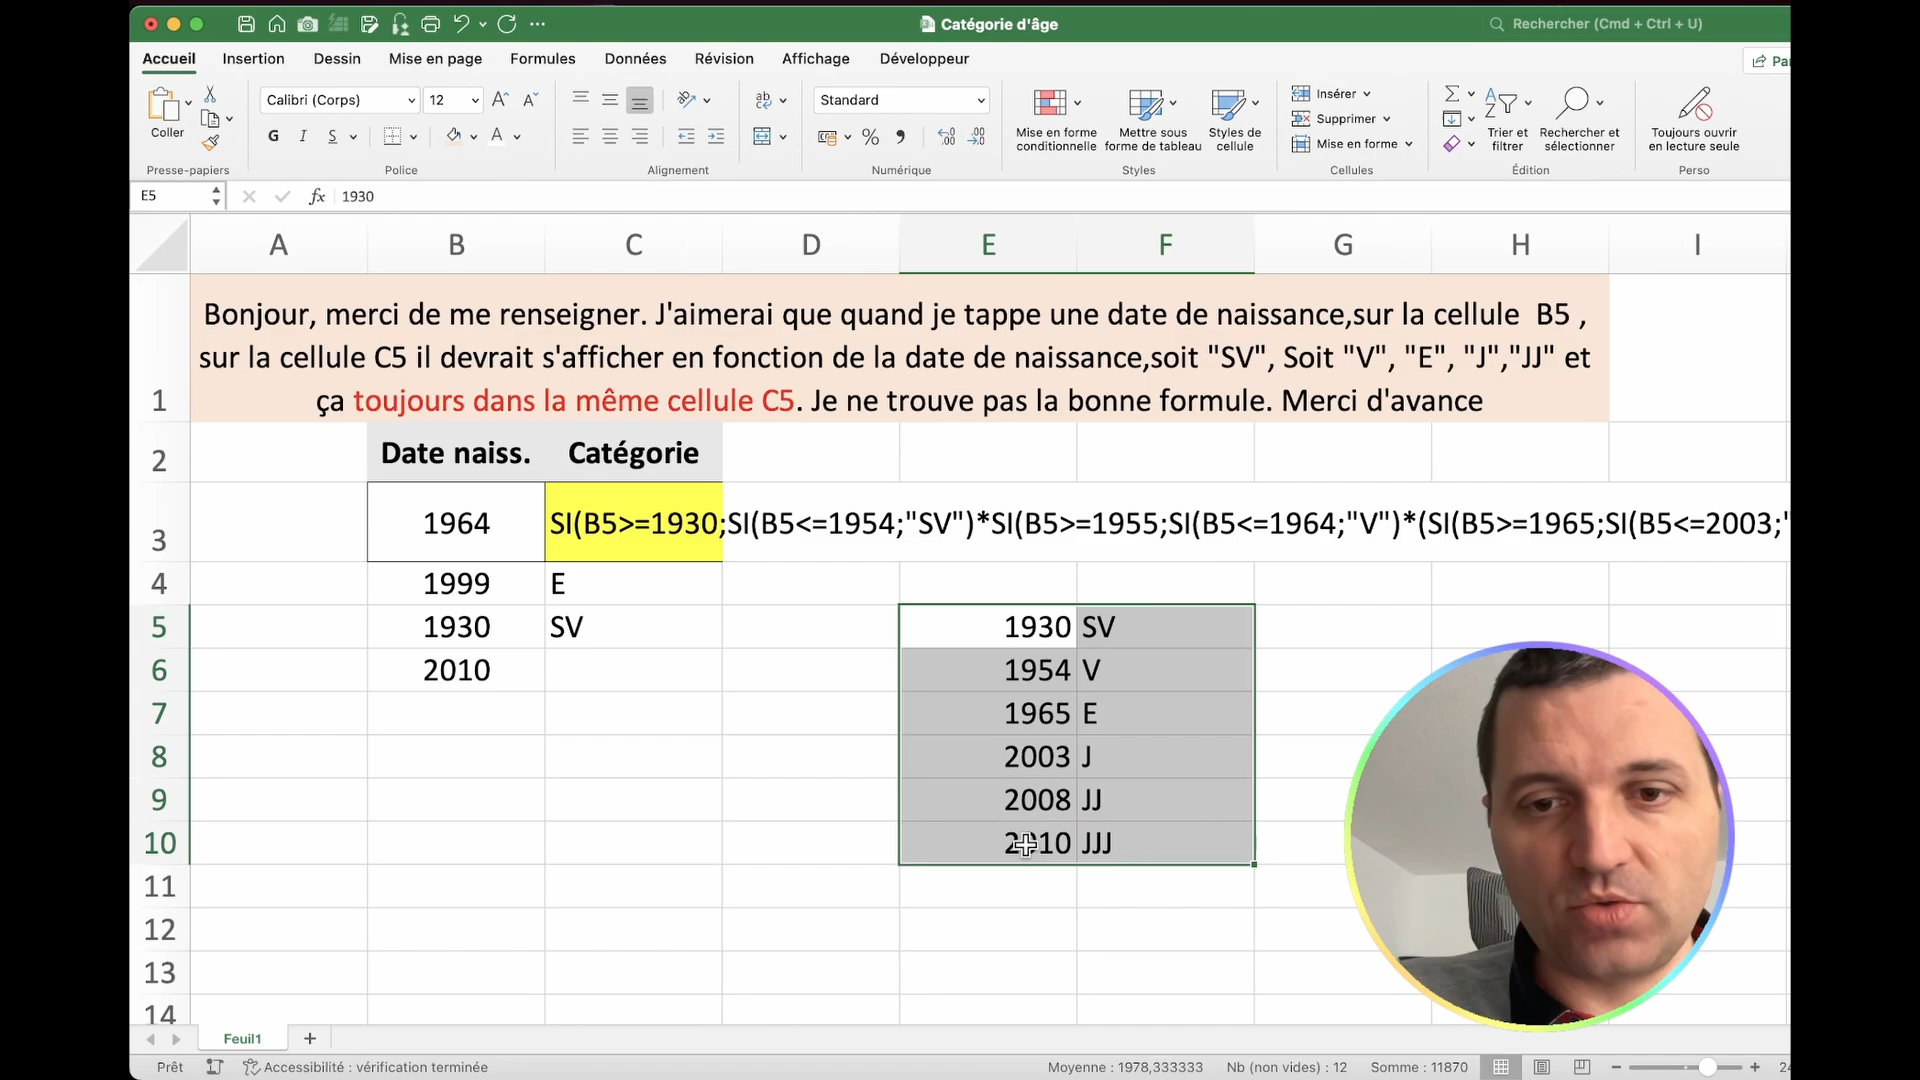 Catégorie d'âge
Rechercher (Cmd + Ctrl + U)
Accueil Insertion Dessin Mise en page Formules Données Révision Affichage Développeur
Coller
Calibri (Corps) 12
Standard
G I S
Mise en forme conditionnelle
Mettre sous forme de tableau
Styles de cellule
Insérer
Supprimer
Mise en forme
Trier et filtrer
Rechercher et sélectionner
Toujours ouvrir en lecture seule
Presse-papiers Police Alignement Numérique Styles Cellules Édition Perso
E5 fx 1930
A B C D E F G H I
Bonjour, merci de me renseigner. J'aimerai que quand je tappe une date de naissance,sur la cellule B5 ,
sur la cellule C5 il devrait s'afficher en fonction de la date de naissance,soit "SV", Soit "V", "E", "J","JJ" et
1 ça toujours dans la même cellule C5. Je ne trouve pas la bonne formule. Merci d'avance
2 Date naiss. Catégorie
3 1964 SI(B5>=1930;SI(B5<=1954;"SV")*SI(B5>=1955;SI(B5<=1964;"V")*(SI(B5>=1965;SI(B5<=2003;"
4 1999 E
5 1930 SV 1930 SV
6 2010 1954 V
7 1965 E
8 2003 J
9 2008 JJ
10 2010 JJJ
11
12
13
14
Feuil1
Prêt Accessibilité : vérification terminée Moyenne : 1978,333333 Nb (non vides) : 12 Somme : 11870